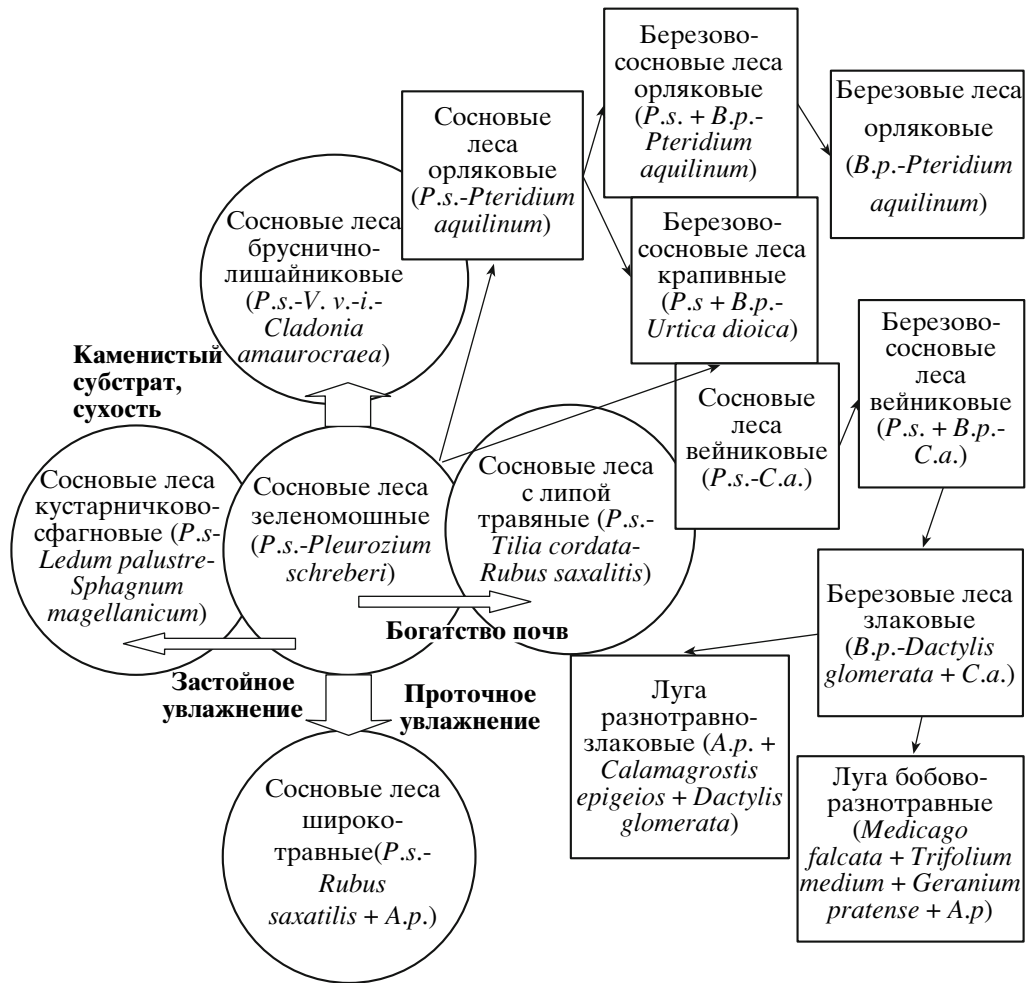 Березово-
сосновые леса
орляковые
(P.s. + B.p.-
Pteridium
aquilinum)
Березовые леса
орляковые
(B.p.-Pteridium
aquilinum)
Сосновые
леса
орляковые
(P.s.-Pteridium
aquilinum)
Березово-
сосновые леса
крапивные
(P.s + B.p.-
Urtica dioica)
Сосновые леса
бруснично-
лишайниковые
(P.s.-V. v.-i.-
Cladonia
amaurocraea)
Березово-
сосновые
леса
вейниковые
(P.s. + B.p.-
C.a.)
Каменистый
субстрат,
сухость
Сосновые
леса
вейниковые
(P.s.-C.a.)
Сосновые леса
кустарничково-
сфагновые (P.s-
Ledum palustre-
Sphagnum
magellanicum)
Сосновые леса
зеленомошные
(P.s.-Pleurozium
schreberi)
Сосновые леса
с липой
травяные (P.s.-
Tilia cordata-
Rubus saxalitis)
Богатство почв
Березовые леса
злаковые
(B.p.-Dactylis
glomerata + C.a.)
Застойное
увлажнение
Проточное
увлажнение
Луга
разнотравно-
злаковые (A.p. +
Calamagrostis
epigeios + Dactylis
glomerata)
Луга бобово-
разнотравные
(Medicago
falcata + Trifolium
medium + Geranium
pratense + A.p)
Сосновые леса
широко-
травные(P.s.-
Rubus
saxatilis + A.p.)